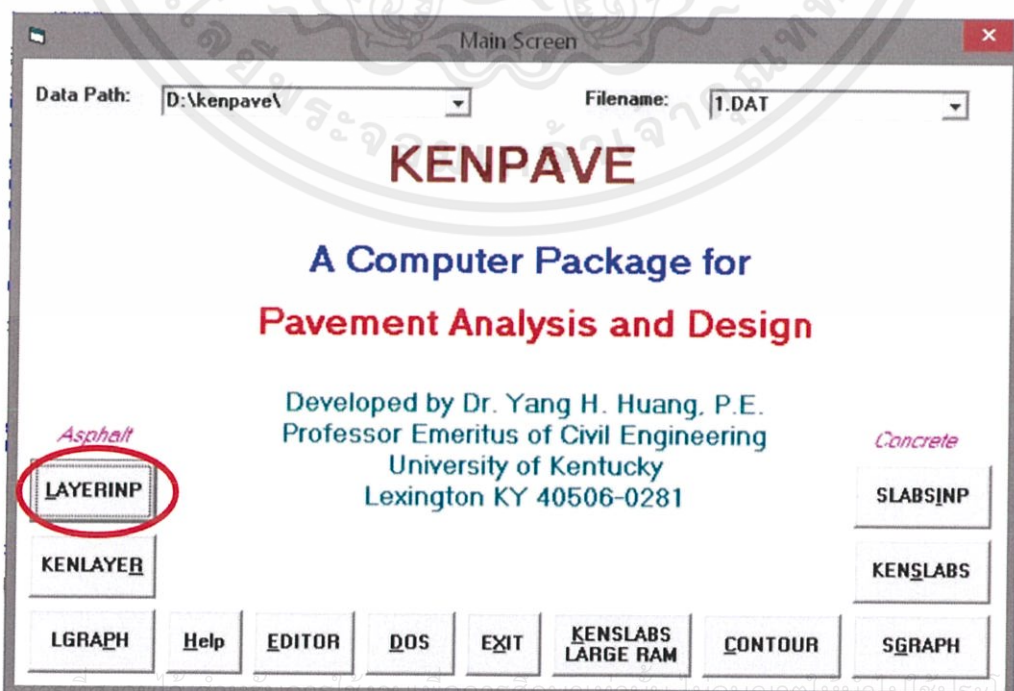 Main Screen
Data Path: D:\kenpave\ Filename: 1.DAT
KENPAVE
A Computer Package for
Pavement Analysis and Design
Developed by Dr. Yang H. Huang, P.E.
Professor Emeritus of Civil Engineering
University of Kentucky
Lexington KY 40506-0281
Asphalt
LAYERINP
KENLAYER
Concrete
SLABSINP
KENSLABS
LGRAPH Help EDITOR DOS EXIT KENSLABS LARGE RAM CONTOUR SGRAPH